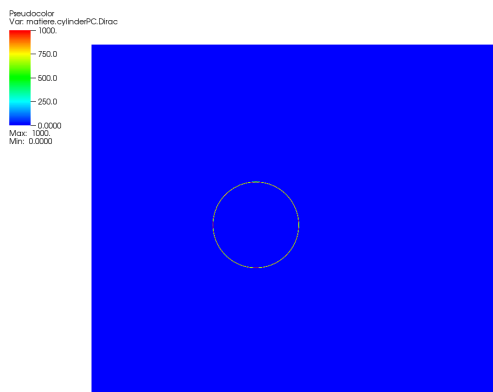 Pseudocolor
Var: matiere.cylinderPC.Dirac
1000.
750.0
500.0
250.0
0.0000
Max: 1000.
Min: 0.0000